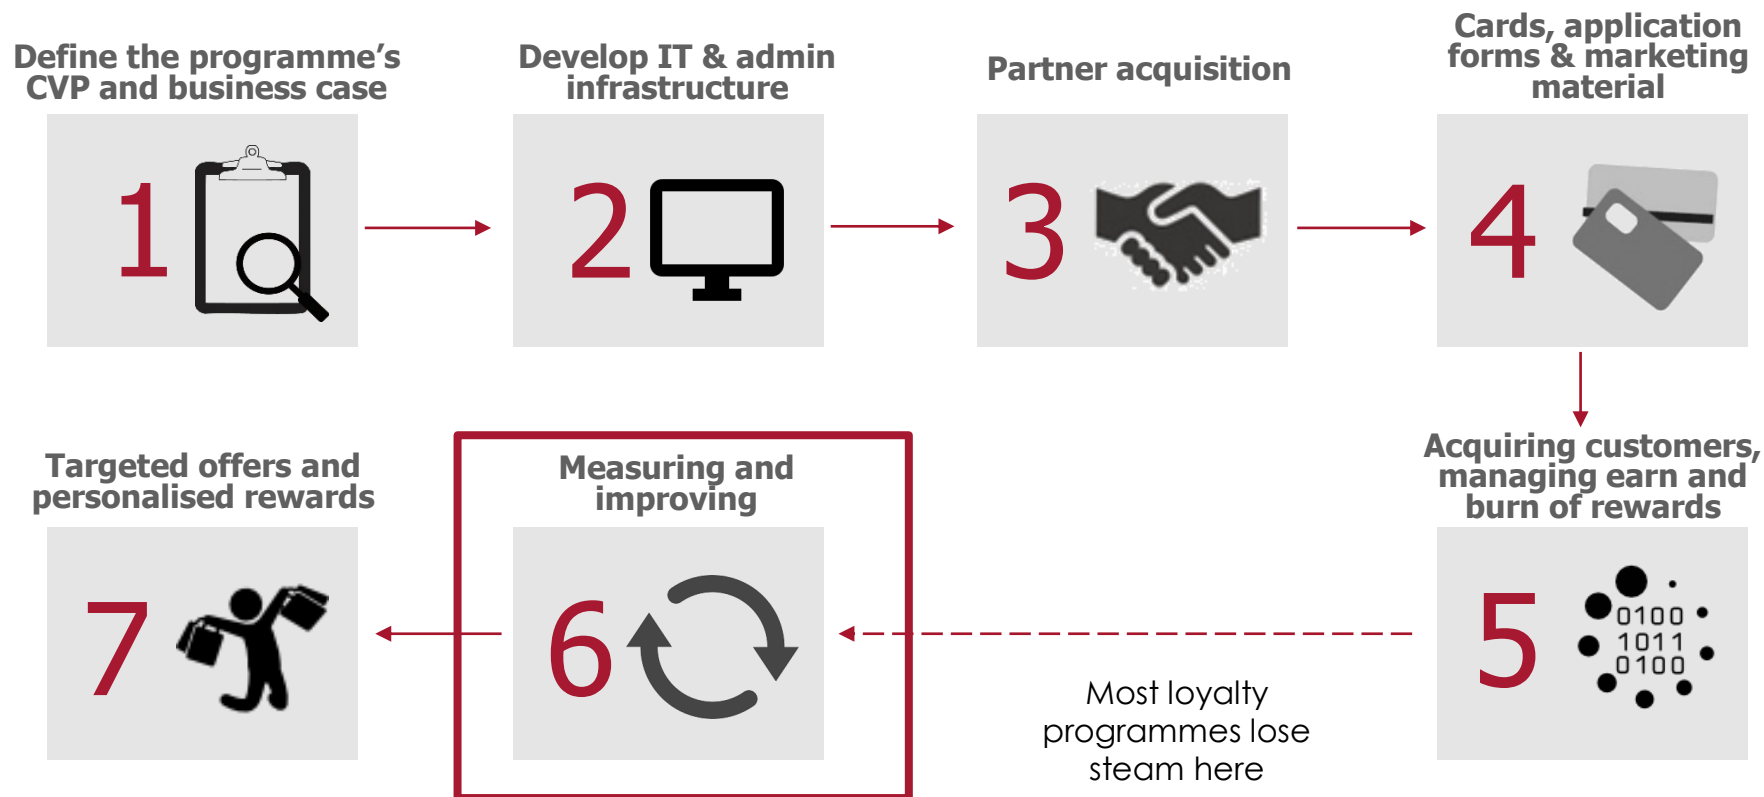 Define the programme's
CVP and business case
1
Develop IT & admin
infrastructure
2
Partner acquisition
3
Cards, application
forms & marketing
material
4
Acquiring customers,
managing earn and
burn of rewards
5
0100
1011
0100
Most loyalty
programmes lose
steam here
Measuring and
improving
6
Targeted offers and
personalised rewards
7